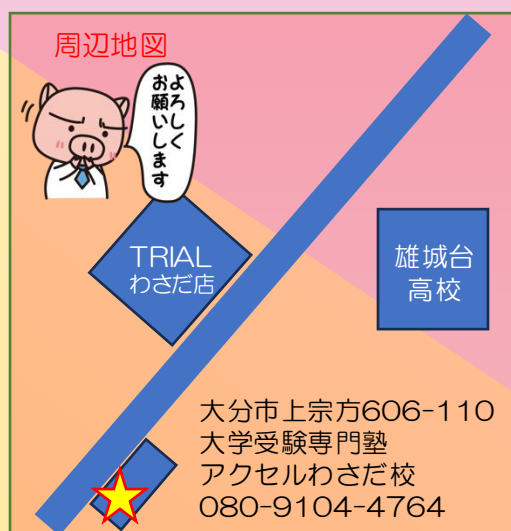 周辺地図
よろしく
お願いします
TRIAL
わさだ店
雄城台
高校
大分市上宗方606-110
大学受験専門塾
アクセルわさだ校
080-9104-4764